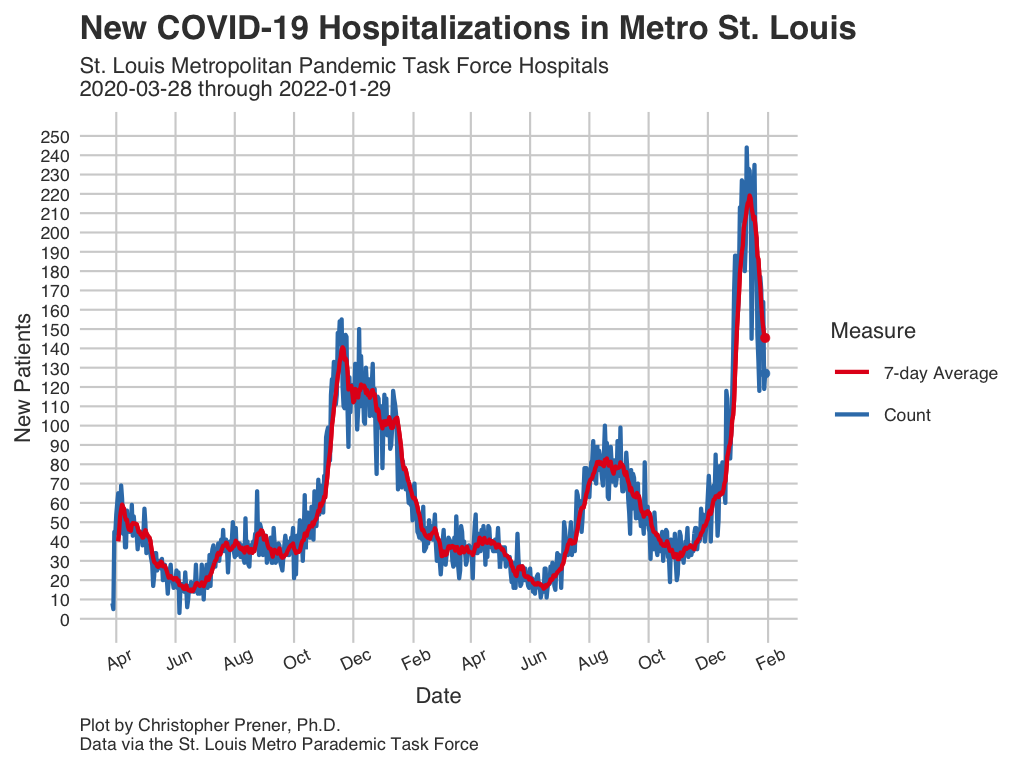 New COVID-19 Hospitalizations in Metro St. Louis
St. Louis Metropolitan Pandemic Task Force Hospitals
2020-03-28 through 2022-01-29
250
240
230
220
210
200
190
180
170
160
150
140
130
120
110
100
90
80
70
60
50
40
30
20
10
0
New Patients
Apr
Jun
Aug
Oct
Dec
Feb
Apr
Jun
Aug
Oct
Dec
Feb
Date
Measure
7-day Average
Count
Plot by Christopher Prener, Ph.D.
Data via the St. Louis Metro Parademic Task Force